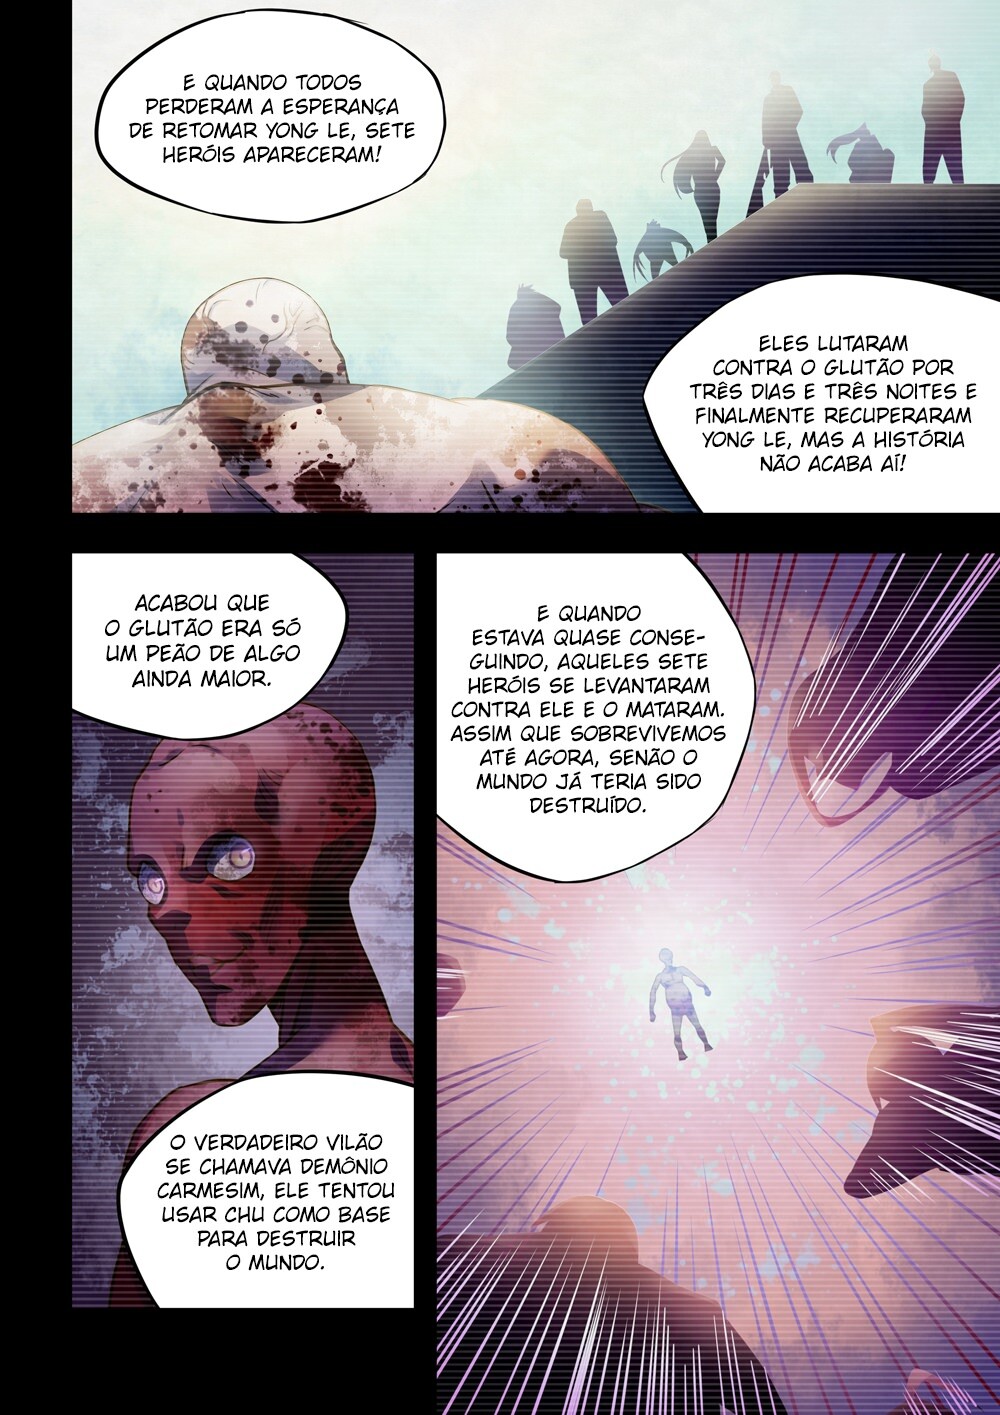 E QUANDO TODOS
PERDERAM A ESPERANÇA
DE RETOMAR YONG LE, SETE
HERÓIS APARECERAM!
ELES LUTARAM
CONTRA O GLUTÃO POR
TRÊS DIAS E TRÊS NOITES E
FINALMENTE RECUPERARAM
YONG LE, MAS A HISTÓRIA
NÃO ACABA AÍ!
ACABOU QUE
O GLUTÃO ERA SÓ
UM PEÃO DE ALGO
AINDA MAIOR.
O VERDADEIRO VILÃO
SE CHAMAVA DEMÔNIO
CARMESIM, ELE TENTOU
USAR CHU COMO BASE
PARA DESTRUIR
O MUNDO.
E QUANDO
ESTAVA QUASE CONSE-
GUINDO, AQUELES SETE
HERÓIS SE LEVANTARAM
CONTRA ELE E O MATARAM.
ASSIM QUE SOBREVIVEMOS
ATÉ AGORA, SENÃO O
MUNDO JÁ TERIA SIDO
DESTRUÍDO.